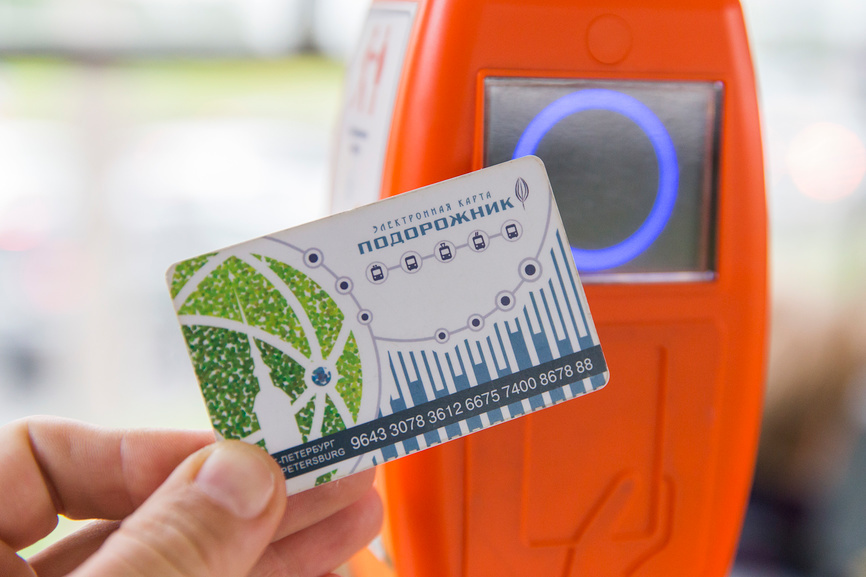 ЭЛЕКТРОННАЯ КАРТА
ПОДОРОЖНИК
-ПЕТЕРБУРГ
PETERSBURG
9643 3078 3612 6675 7400 8678 88